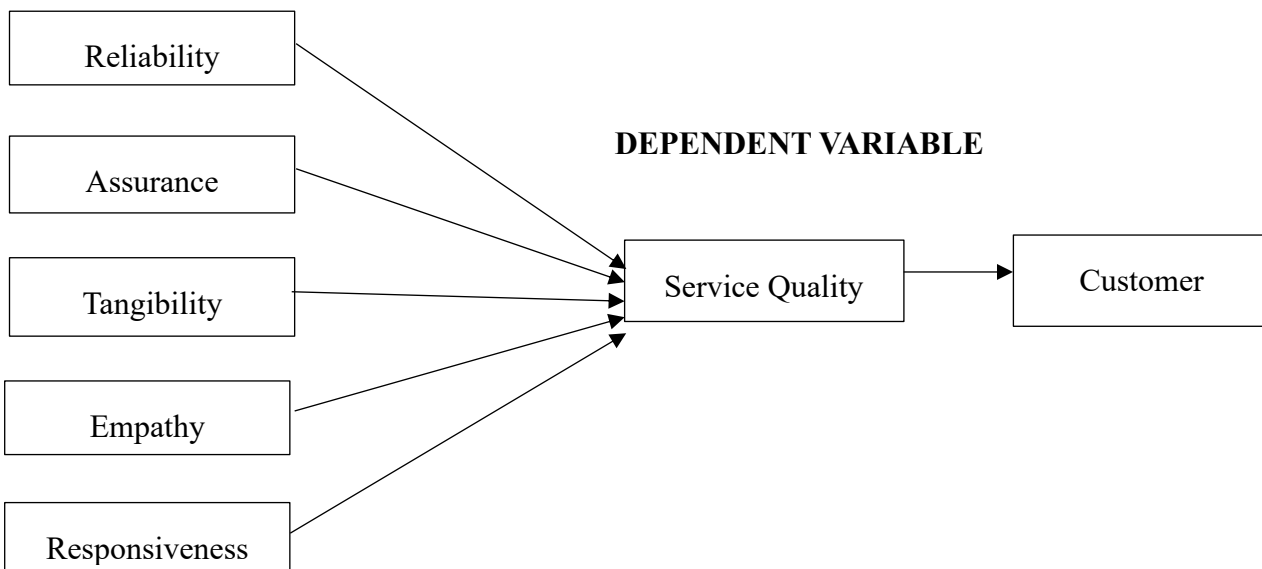 Reliability
Assurance
Tangibility
Empathy
Responsiveness
DEPENDENT VARIABLE
Service Quality
Customer